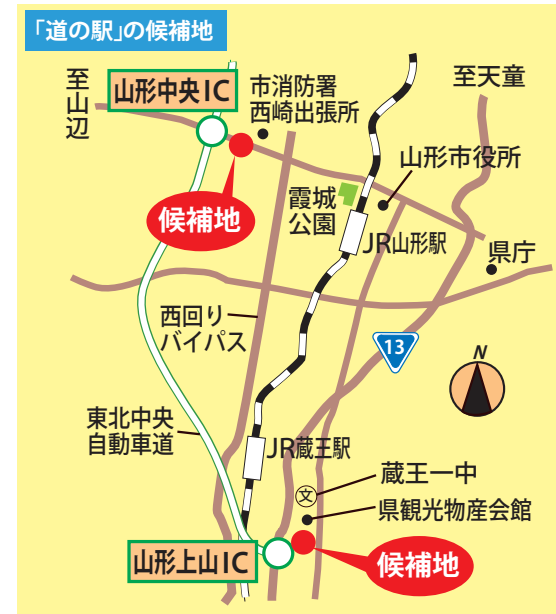 「道の駅」の候補地
至山辺
山形中央IC
市消防署
西崎出張所
至天童
山形市役所
候補地
霞城
公園
JR山形駅
県庁
西回り
バイパス
13
N
東北中央
自動車道
JR蔵王駅
蔵王一中
文
県観光物産会館
山形上山IC
候補地